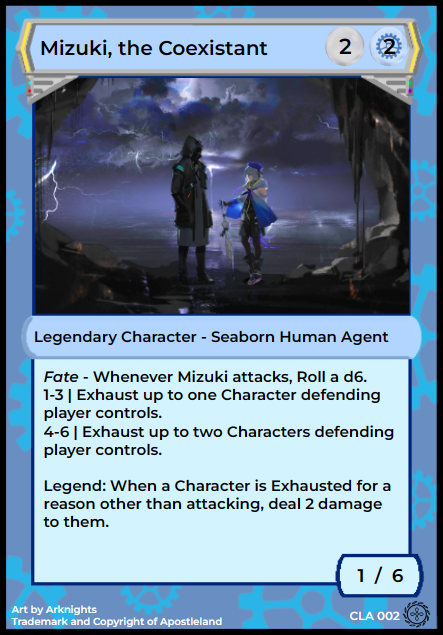 Mizuki, the Coexistant 2 2
Legendary Character - Seaborn Human Agent
Fate - Whenever Mizuki attacks, Roll a d6.
1-3 | Exhaust up to one Character defending
player controls.
4-6 | Exhaust up to two Characters defending
player controls.
Legend: When a Character is Exhausted for a
reason other than attacking, deal 2 damage
to them.
1 / 6
Art by Arknights
Trademark and Copyright of Apostleland
CLA 002